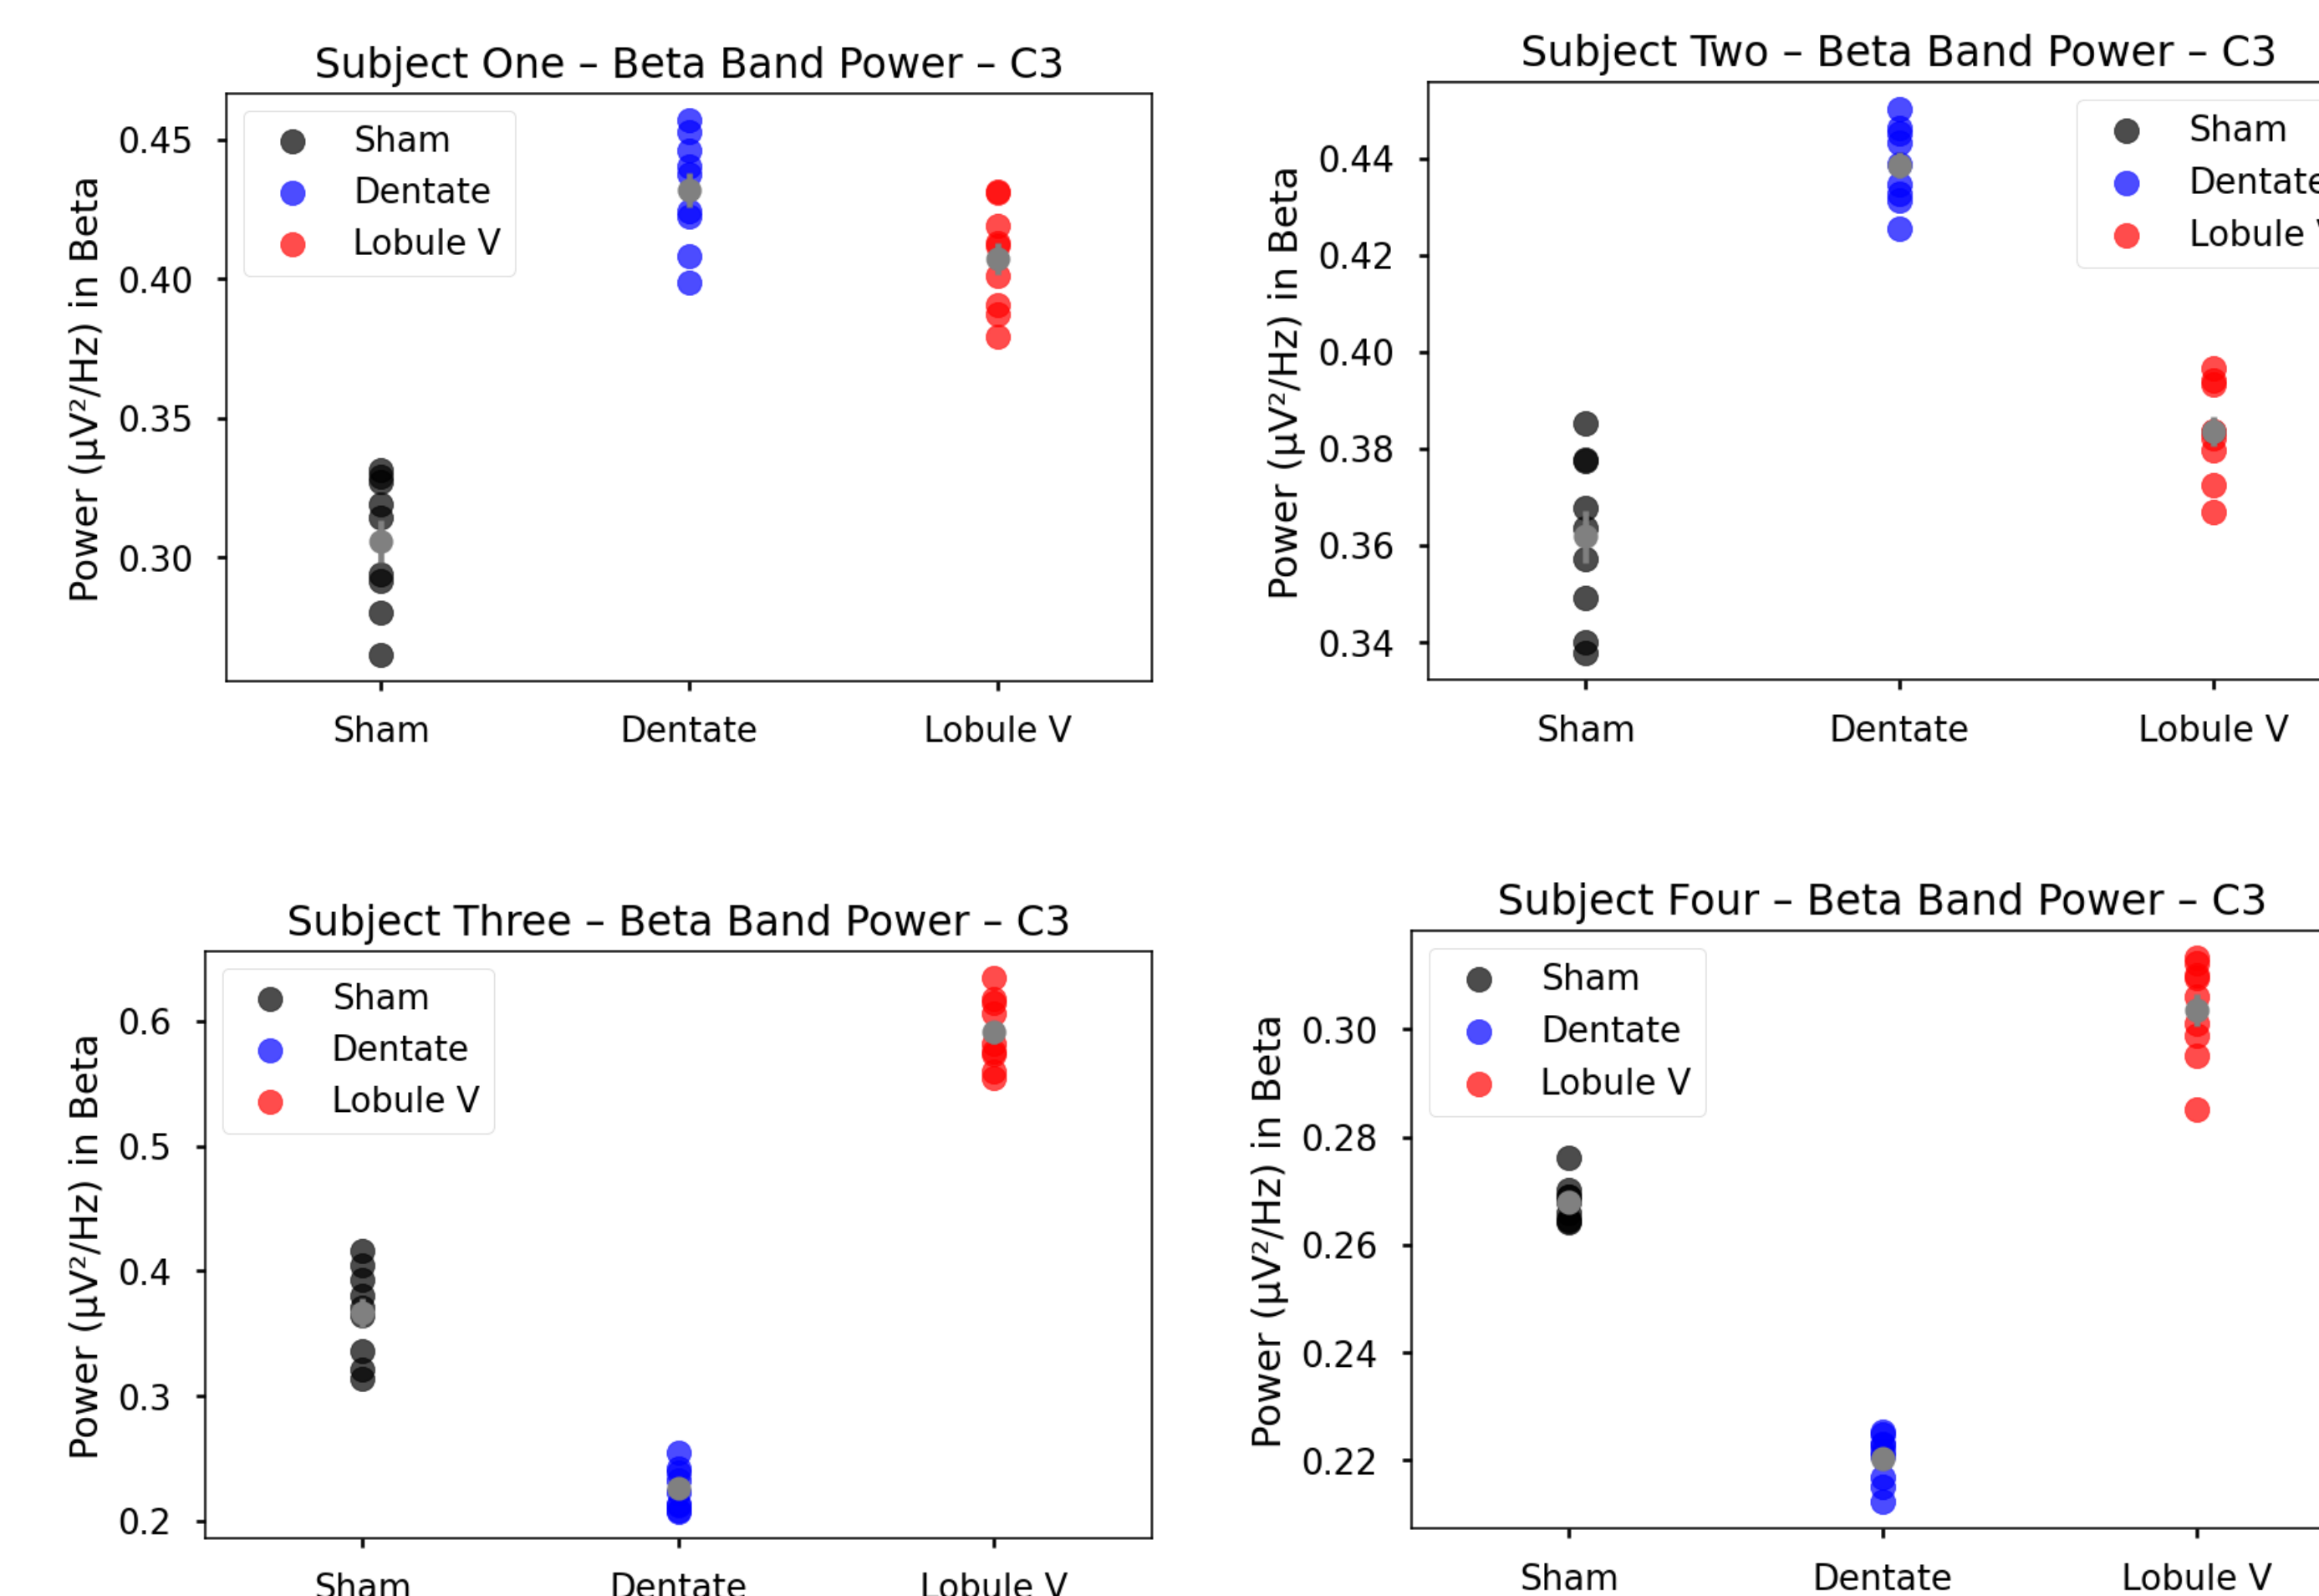 Subject One – Beta Band Power – C3
Power (µV²/Hz) in Beta
0.45
0.40
0.35
0.30
Sham
Dentate
Lobule V
Sham
Dentate
Lobule V
Subject Two – Beta Band Power – C3
Power (µV²/Hz) in Beta
0.44
0.42
0.40
0.38
0.36
0.34
Sham
Dentate
Lobule
Sham
Dentate
Lobule V
Subject Three – Beta Band Power – C3
Power (µV²/Hz) in Beta
0.6
0.5
0.4
0.3
0.2
Sham
Dentate
Lobule V
Sham
Dentate
Lobule V
Subject Four – Beta Band Power – C3
Power (µV²/Hz) in Beta
0.30
0.28
0.26
0.24
0.22
Sham
Dentate
Lobule V
Sham
Dentate
Lobule V